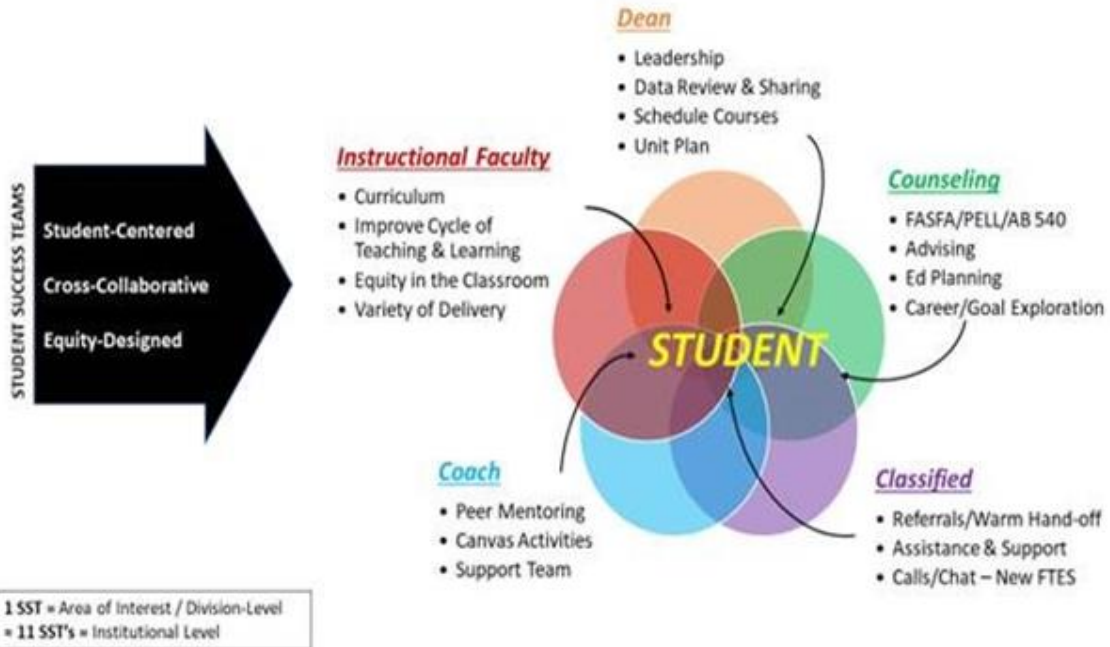 STUDENT SUCCESS TEAMS
Student-Centered
Cross-Collaborative
Equity-Designed
Instructional Faculty
• Curriculum
• Improve Cycle of
Teaching & Learning
• Equity in the Classroom
• Variety of Delivery
Dean
• Leadership
• Data Review & Sharing
• Schedule Courses
• Unit Plan
Counseling
• FASFA/PELL/AB 540
• Advising
• Ed Planning
• Career/Goal Exploration
STUDENT
Coach
• Peer Mentoring
• Canvas Activities
• Support Team
Classified
• Referrals/Warm Hand-off
• Assistance & Support
• Calls/Chat – New FTES
1 SST = Area of Interest / Division-Level
= 11 SST's = Institutional Level